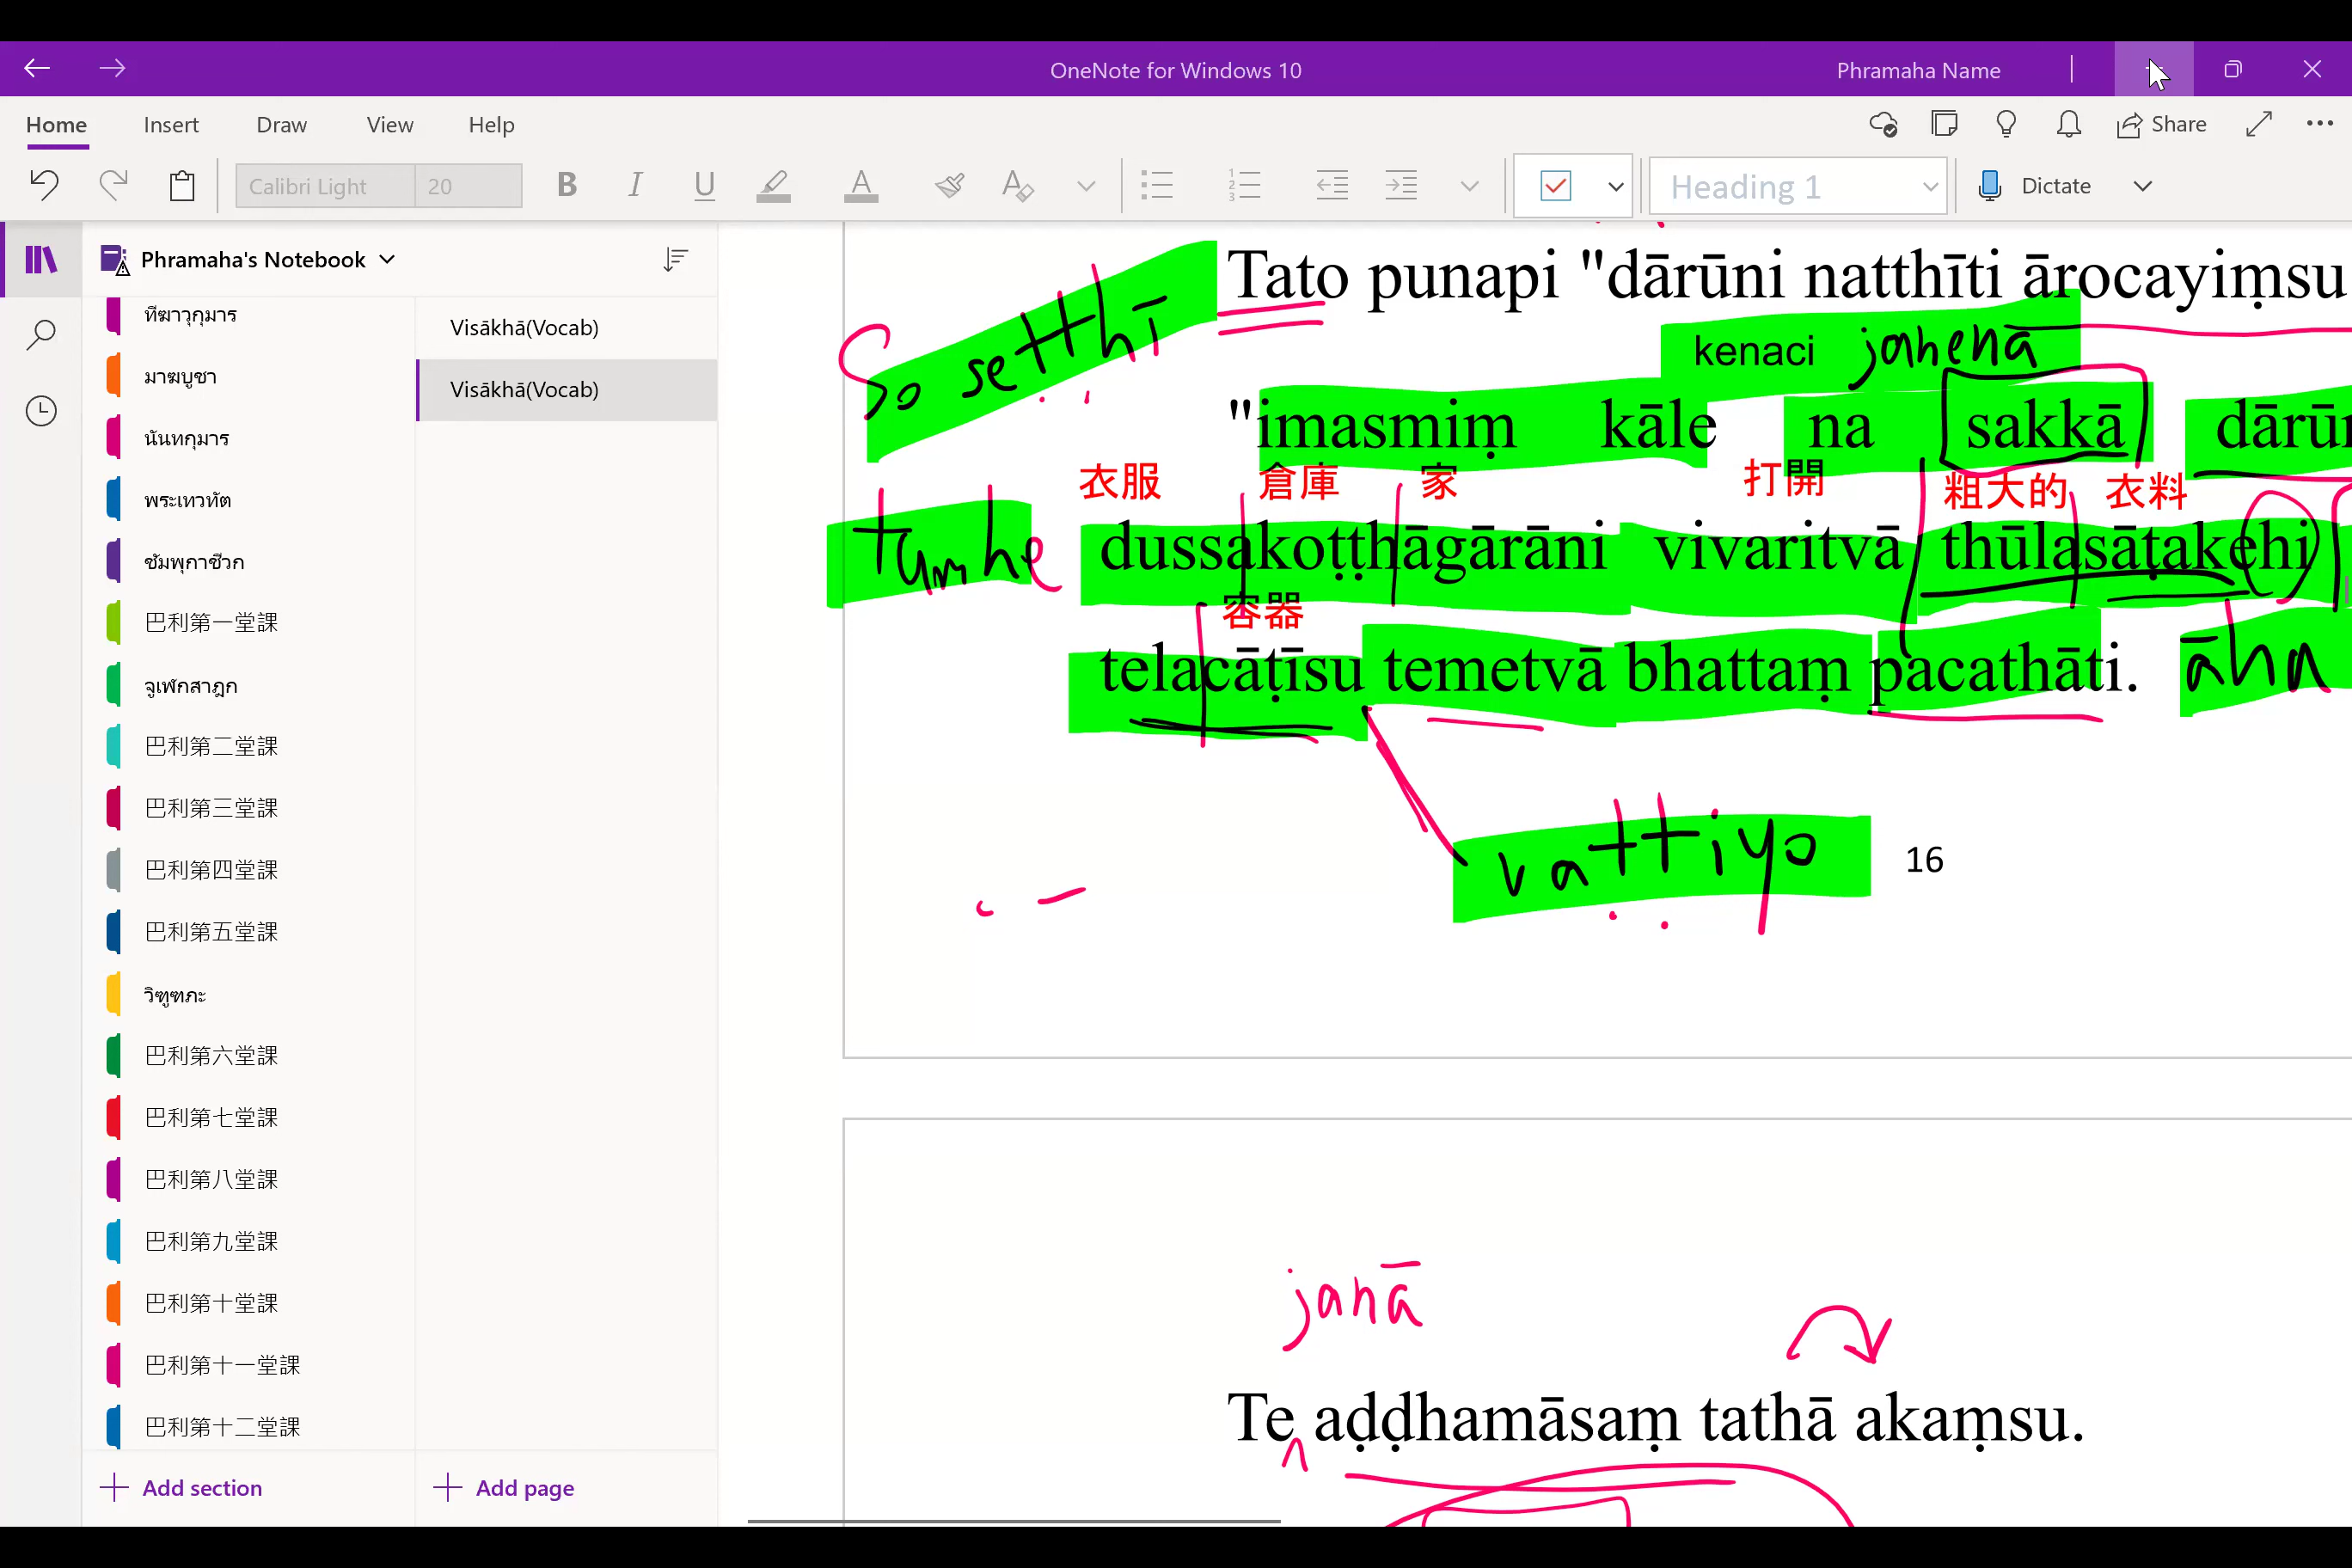 OneNote for Windows 10
Phramaha Name
Home Insert Draw View Help
Share
Calibri Light 20
B I U
Heading 1
Dictate
Phramaha's Notebook
ทีฆาวุกุมาร
มาฆบูชา
นันทกุมาร
พระเทวทัต
ชัมพุกาชีวก
巴利第一堂課
จูเฬกสาฎก
巴利第二堂課
巴利第三堂課
巴利第四堂課
巴利第五堂課
วิฑูฑภะ
巴利第六堂課
巴利第七堂課
巴利第八堂課
巴利第九堂課
巴利第十堂課
巴利第十一堂課
巴利第十二堂課
Add section
Visākhā(Vocab)
Visākhā(Vocab)
Add page
Tato punapi "dārūni natthīti ārocayiṃsu
So seṭṭhī
kenaci janenā
"imasmiṃ kāle na sakkā
衣服 倉庫 家 打開 粗大的 衣料
tumhe dussakoṭṭhāgārāni vivaritvā thūlasāṭakehi
容器
telacāṭīsu temetvā bhattaṃ pacathāti. āha
vaṭṭiyo
16
janā
Te aḍḍhamāsaṃ tathā akaṃsu.